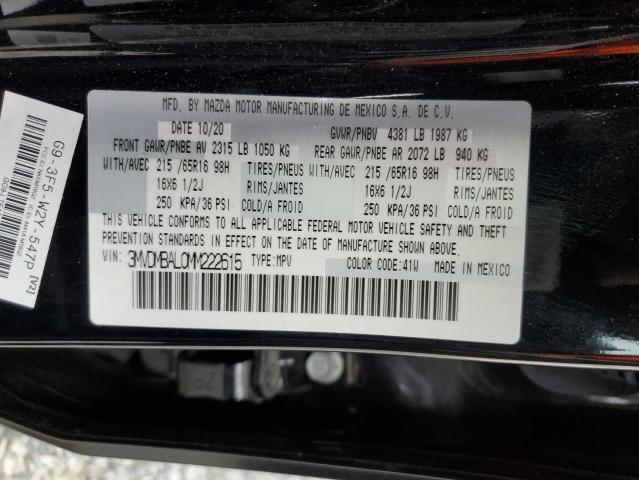 MFD. BY MAZDA MOTOR MANUFACTURING DE MEXICO S.A. DE C.V.
DATE 10/20 GVWR/PNBV 4381 LB 1987 KG
FRONT GAWR/PNBE AV 2315 LB 1050 KG REAR GAWR/PNBE AR 2072 LB 940 KG
WITH/AVEC 215 /65R16 98H TIRES/PNEUS WITH/AVEC 215 /65R16 98H TIRES/PNEUS
16X6 1/2J RIMS/JANTES 16X6 1/2J RIMS/JANTES
250 KPA/36 PSI COLD/A FROID 250 KPA/36 PSI COLD/A FROID
THIS VEHICLE CONFORMS TO ALL APPLICABLE FEDERAL MOTOR VEHICLE SAFETY AND THEFT
PREVENTION STANDARDS IN EFFECT ON THE DATE OF MANUFACTURE SHOWN ABOVE.
VIN: 3MVDMBAL0MM222615 TYPE:MPV COLOR CODE:41W MADE IN MEXICO
G9-3F5-W2Y-547p [V2]
ZP